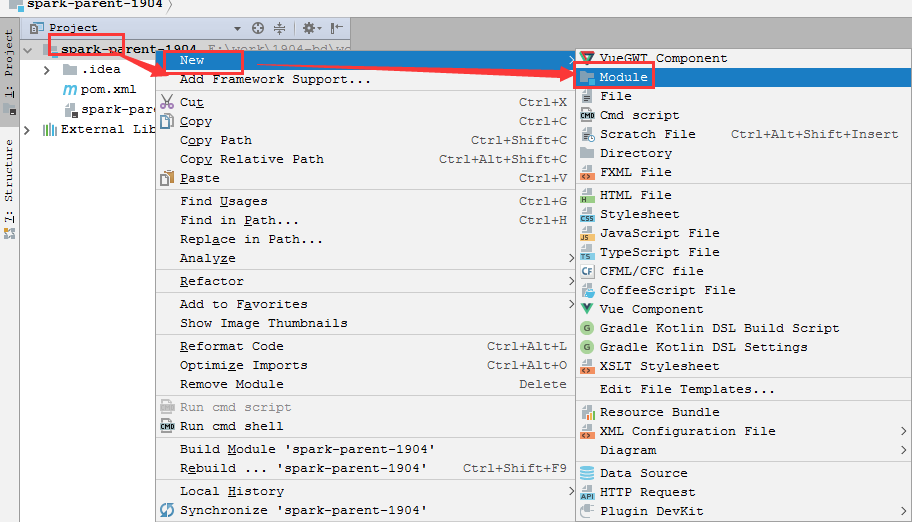 spark-parent-1904
Project
1: Project
7: Structure
spark-parent-1904
.idea
pom.xml
spark-par
External Lib
New
Add Framework Support...
Cut Ctrl+X
Copy Ctrl+C
Copy Path Ctrl+Shift+C
Copy Relative Path Ctrl+Alt+Shift+C
Paste Ctrl+V
Find Usages Ctrl+G
Find in Path... Ctrl+H
Replace in Path...
Analyze
Refactor
Add to Favorites
Show Image Thumbnails
Reformat Code Ctrl+Alt+L
Optimize Imports Ctrl+Alt+O
Remove Module Delete
Run cmd script
CMD Run cmd shell
Build Module 'spark-parent-1904'
Rebuild ... 'spark-parent-1904' Ctrl+Shift+F9
Local History
Synchronize 'spark-parent-1904'
VueGWT Component
Module
File
CMD Cmd script
Scratch File Ctrl+Alt+Shift+Insert
Directory
FXML File
H HTML File
CSS Stylesheet
JS JavaScript File
TS TypeScript File
CF CFML/CFC file
CoffeeScript File
Vue Component
G Gradle Kotlin DSL Build Script
G Gradle Kotlin DSL Settings
XSLT Stylesheet
Edit File Templates...
Resource Bundle
XML Configuration File
Diagram
Data Source
API HTTP Request
Plugin DevKit